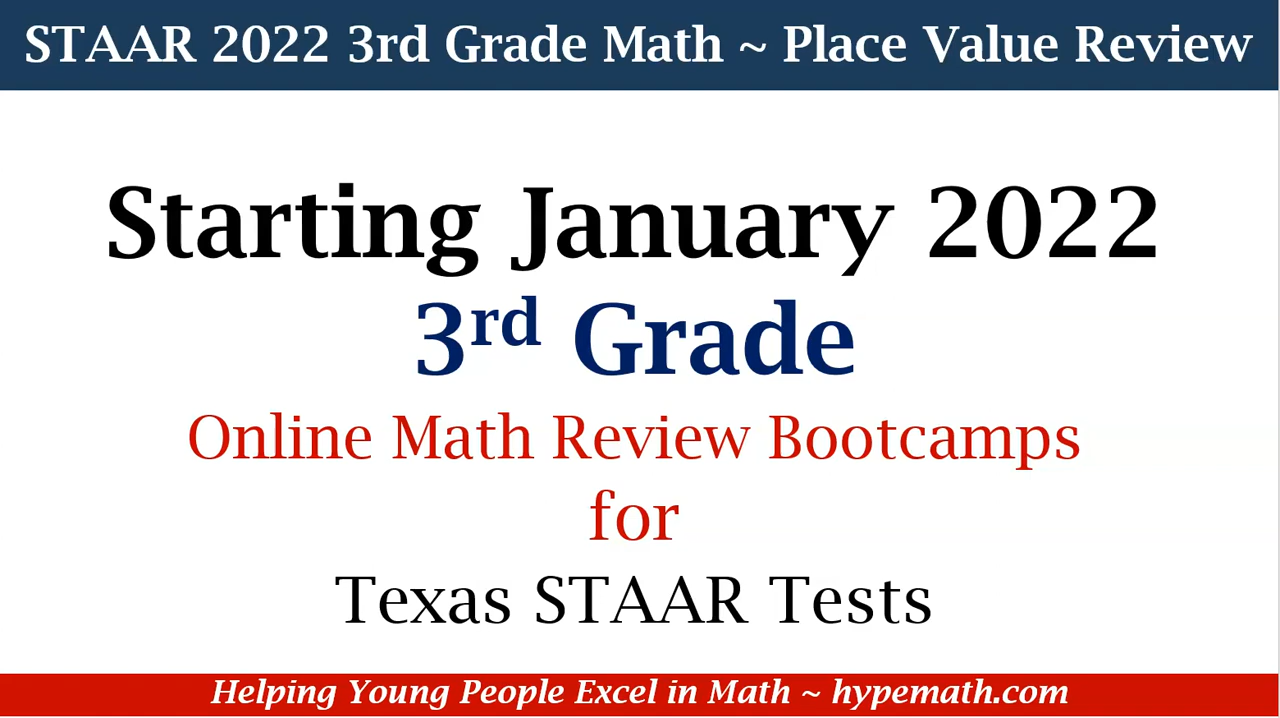 STAAR 2022 3rd Grade Math ~ Place Value Review
Starting January 2022
3rd Grade
Online Math Review Bootcamps
for
Texas STAAR Tests
Helping Young People Excel in Math ~ hypemath.com